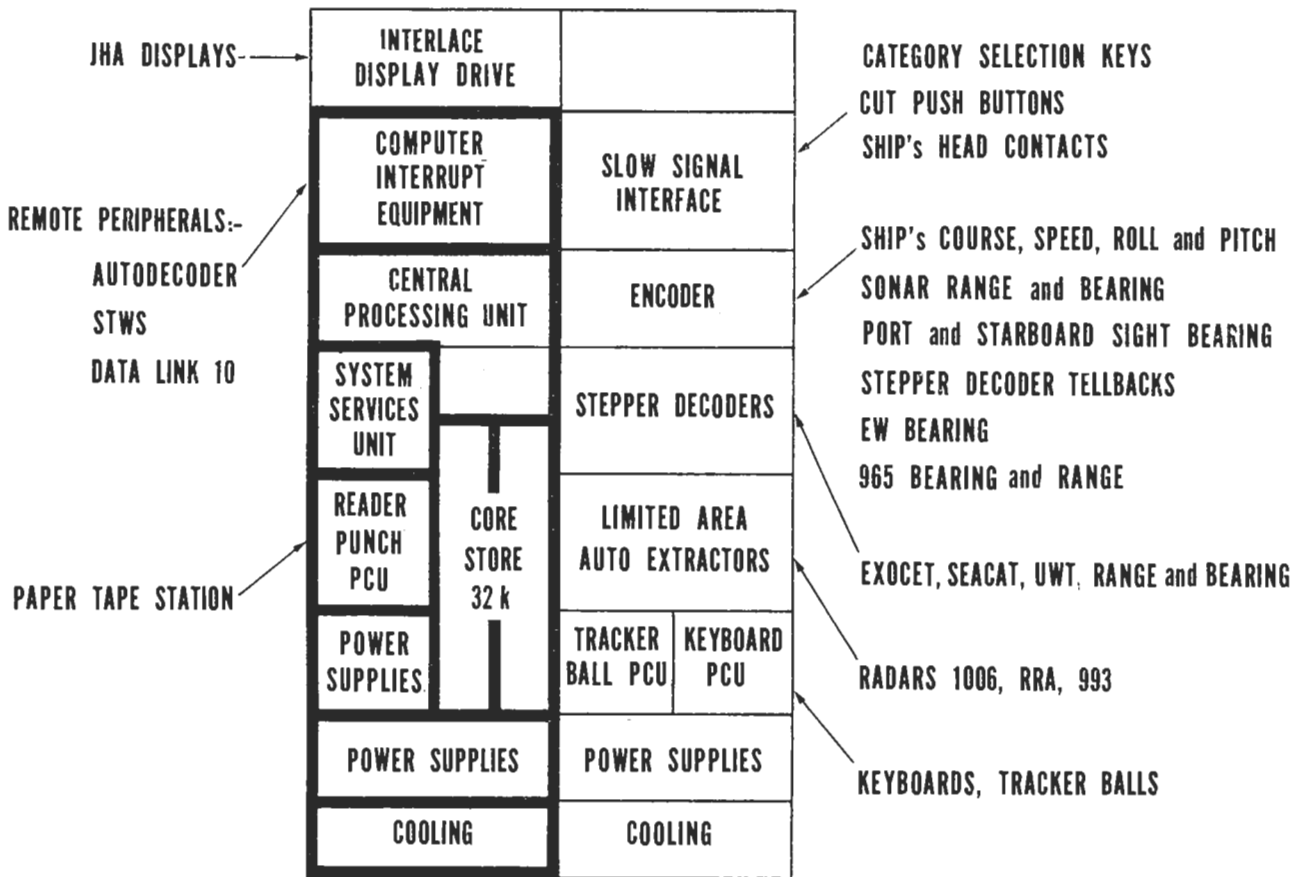 JHA DISPLAYS-
REMOTE PERIPHERALS:-
AUTODECODER
STWS
DATA LINK 10
PAPER TAPE STATION
INTERLACE
DISPLAY DRIVE
COMPUTER
INTERRUPT
EQUIPMENT
CENTRAL
PROCESSING UNIT
SYSTEM
SERVICES
UNIT
READER
PUNCH
PCU
POWER
SUPPLIES
CORE
STORE
32 k
POWER SUPPLIES
COOLING
SLOW SIGNAL
INTERFACE
ENCODER
STEPPER DECODERS
LIMITED AREA
AUTO EXTRACTORS
TRACKER
BALL PCU
KEYBOARD
PCU
POWER SUPPLIES
COOLING
CATEGORY SELECTION KEYS
CUT PUSH BUTTONS
SHIP's HEAD CONTACTS
SHIP's COURSE, SPEED, ROLL and PITCH
SONAR RANGE and BEARING
PORT and STARBOARD SIGHT BEARING
STEPPER DECODER TELLBACKS
EW BEARING
965 BEARING and RANGE
EXOCET, SEACAT, UWT, RANGE and BEARING
RADARS 1006, RRA, 993
KEYBOARDS, TRACKER BALLS